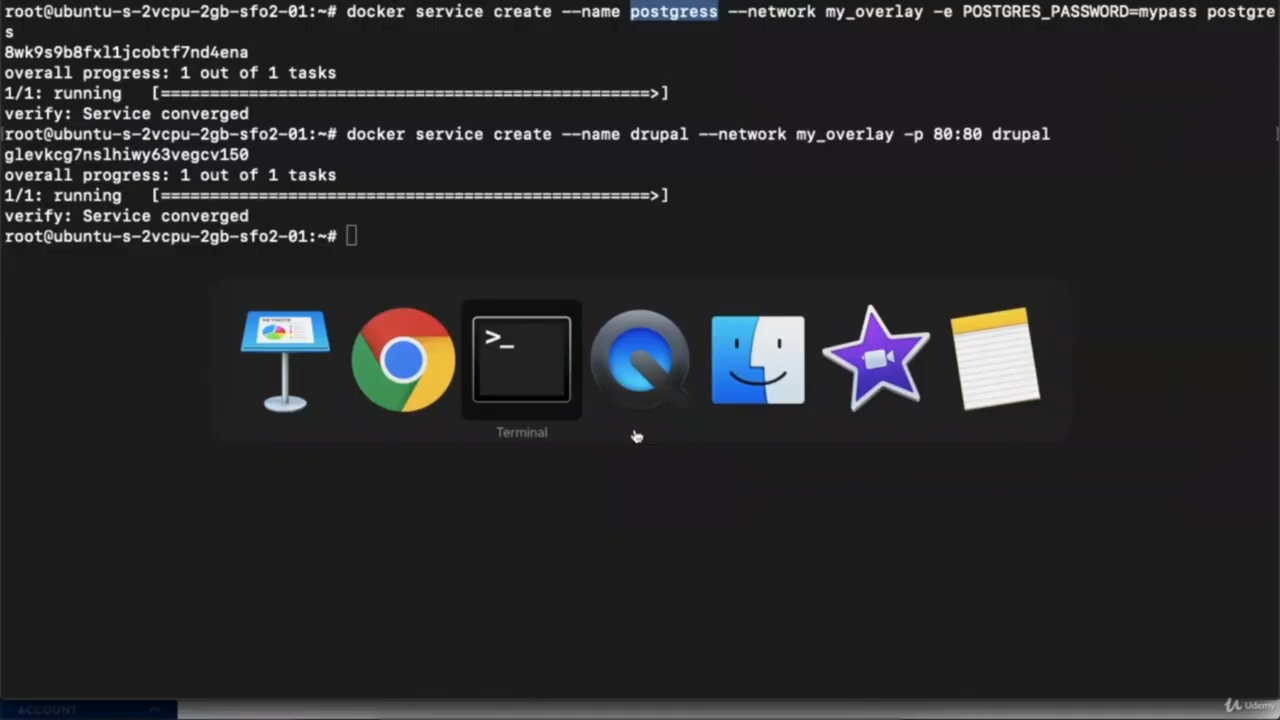 root@ubuntu-s-2vcpu-2gb-sfo2-01:~# docker service create --name postgress --network my_overlay -e POSTGRES_PASSWORD=mypass postgre
s
8wk9s9b8fxl1jcobtf7nd4ena
overall progress: 1 out of 1 tasks
1/1: running   [==================================================>]
verify: Service converged
root@ubuntu-s-2vcpu-2gb-sfo2-01:~# docker service create --name drupal --network my_overlay -p 80:80 drupal
glevkcg7nslhiwy63vegcv150
overall progress: 1 out of 1 tasks
1/1: running   [==================================================>]
verify: Service converged
root@ubuntu-s-2vcpu-2gb-sfo2-01:~#
KEYNOTE
>_
Terminal
ACCOUNT
Udemy